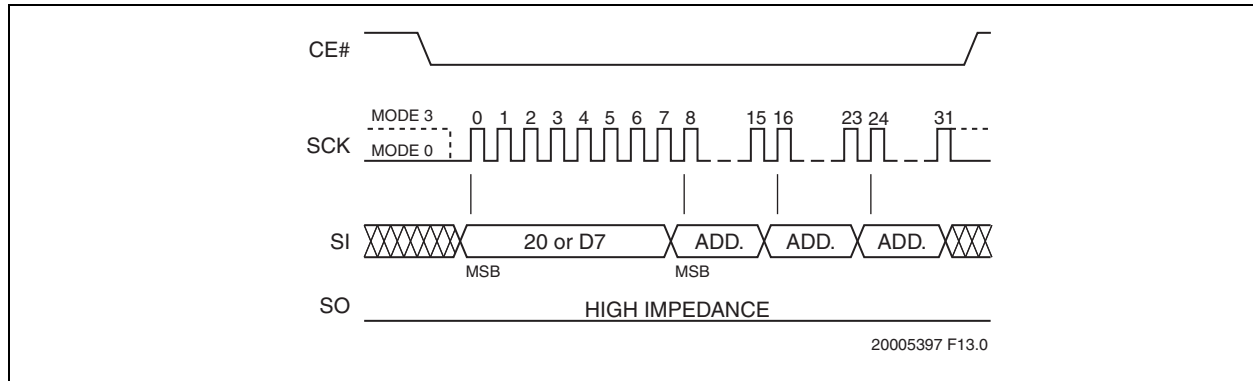 CE#
MODE 3
0 1 2 3 4 5 6 7 8 15 16 23 24 31
SCK
MODE 0
SI
20 or D7 ADD. ADD. ADD.
MSB MSB
SO
HIGH IMPEDANCE
20005397 F13.0